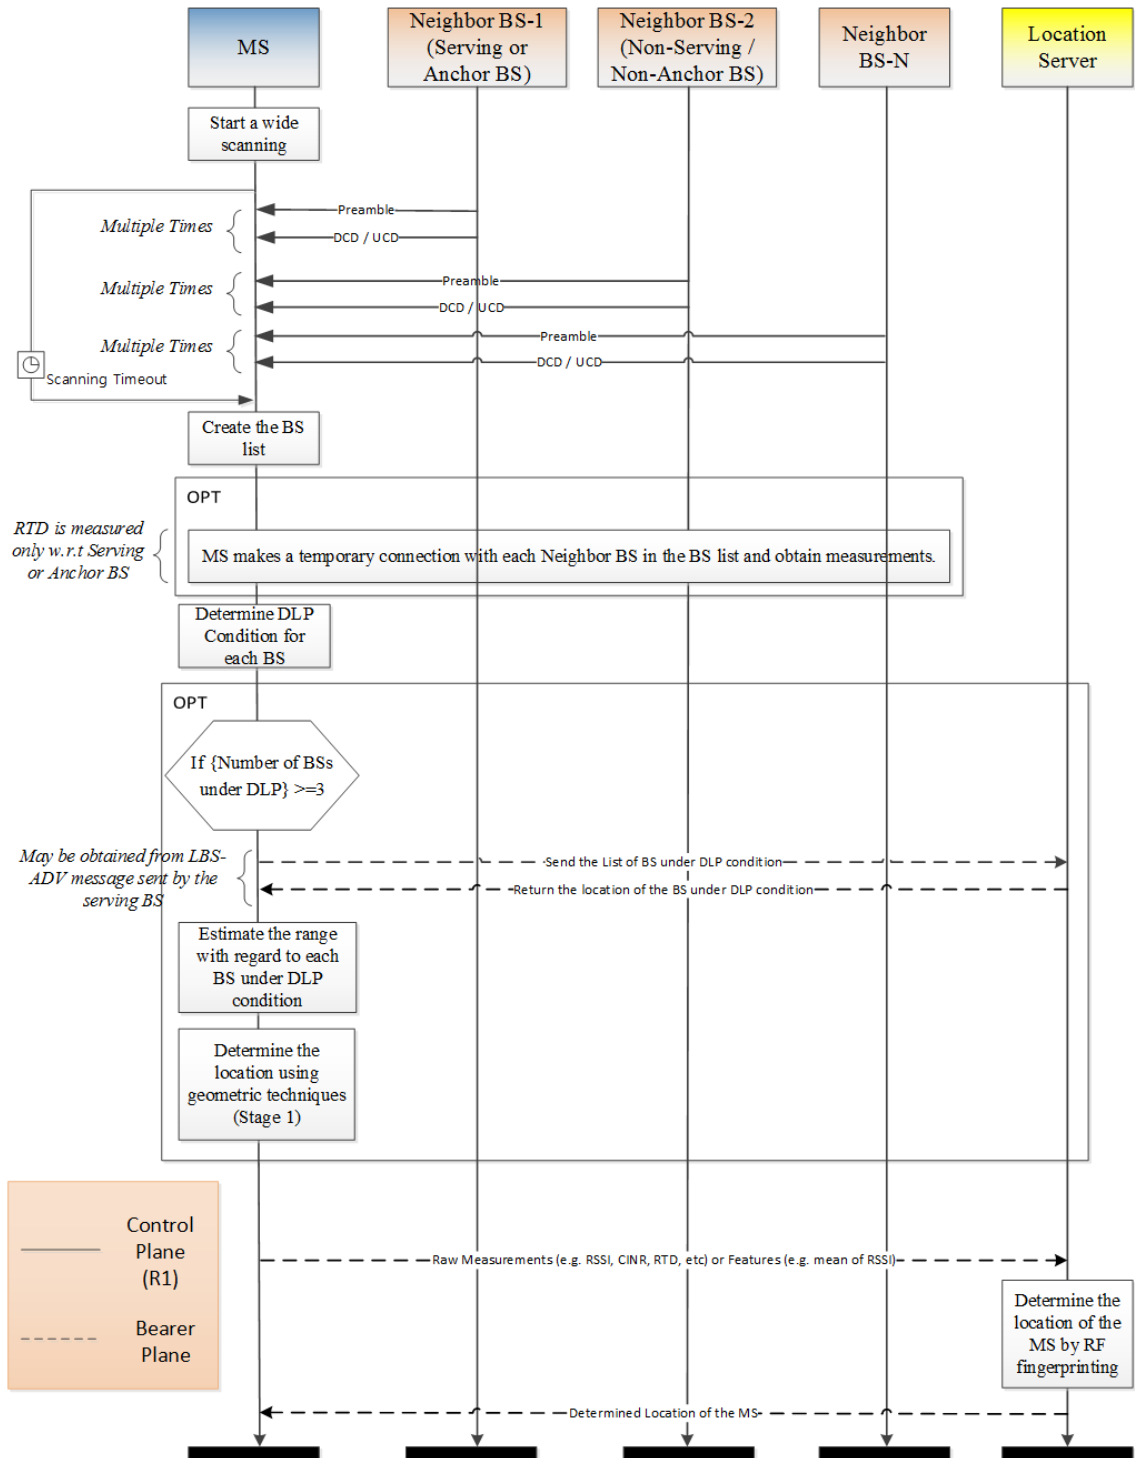 MS
Neighbor BS-1
(Serving or
Anchor BS)
Neighbor BS-2
(Non-Serving /
Non-Anchor BS)
Neighbor
BS-N
Location
Server
Start a wide
scanning
Preamble
Multiple Times
DCD / UCD
Preamble
Multiple Times
DCD / UCD
Preamble
Multiple Times
DCD / UCD
Scanning Timeout
Create the BS
list
OPT
RTD is measured
only w.r.t Serving
or Anchor BS
MS makes a temporary connection with each Neighbor BS in the BS list and obtain measurements.
Determine DLP
Condition for
each BS
OPT
If {Number of BSs
under DLP} >=3
May be obtained from LBS-
ADV message sent by the
serving BS
Send the List of BS under DLP condition
Return the location of the BS under DLP condition
Estimate the range
with regard to each
BS under DLP
condition
Determine the
location using
geometric techniques
(Stage 1)
Control
Plane
(R1)
Bearer
Plane
Raw Measurements (e.g. RSSI, CINR, RTD, etc) or Features (e.g. mean of RSSI)
Determine the
location of the
MS by RF
fingerprinting
Determined Location of the MS